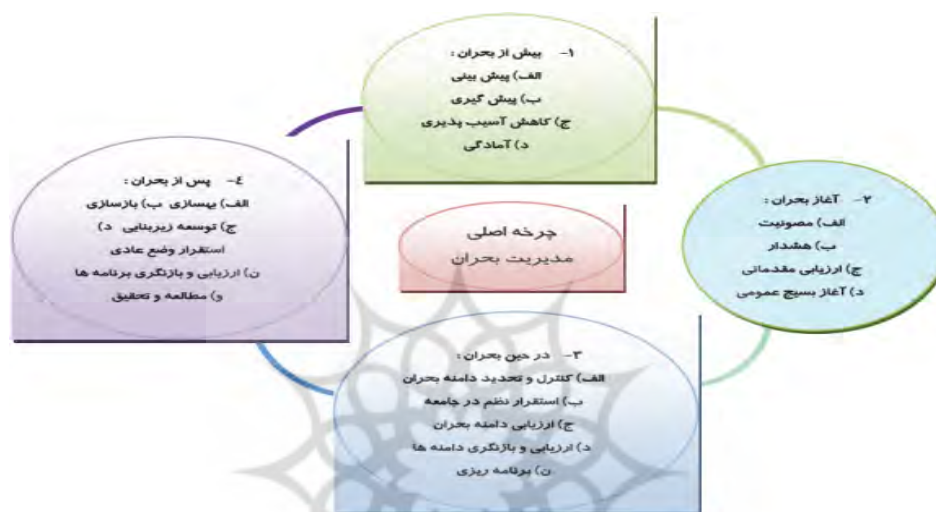 ۱- پیش از بحران :
الف) پیش بینی
ب) پیش گیری
ج) کاهش آسیب پذیری
د) آمادگی
۲- آغاز بحران :
الف) مصونیت
ب) هشدار
ج) ارزیابی مقدماتی
د) آغاز بسیج عمومی
۳- در حین بحران :
الف) کنترل و تحدید دامنه بحران
ب) استقرار نظم در جامعه
ج) ارزیابی دامنه بحران
د) ارزیابی و بازنگری دامنه ها
ن) برنامه ریزی
٤- پس از بحران :
الف) بهسازی ب) بازسازی
ج) توسعه زیربنایی د)
استقرار وضع عادی
ن) ارزیابی و بازنگری برنامه ها
و) مطالعه و تحقیق
چرخه اصلی
مدیریت بحران